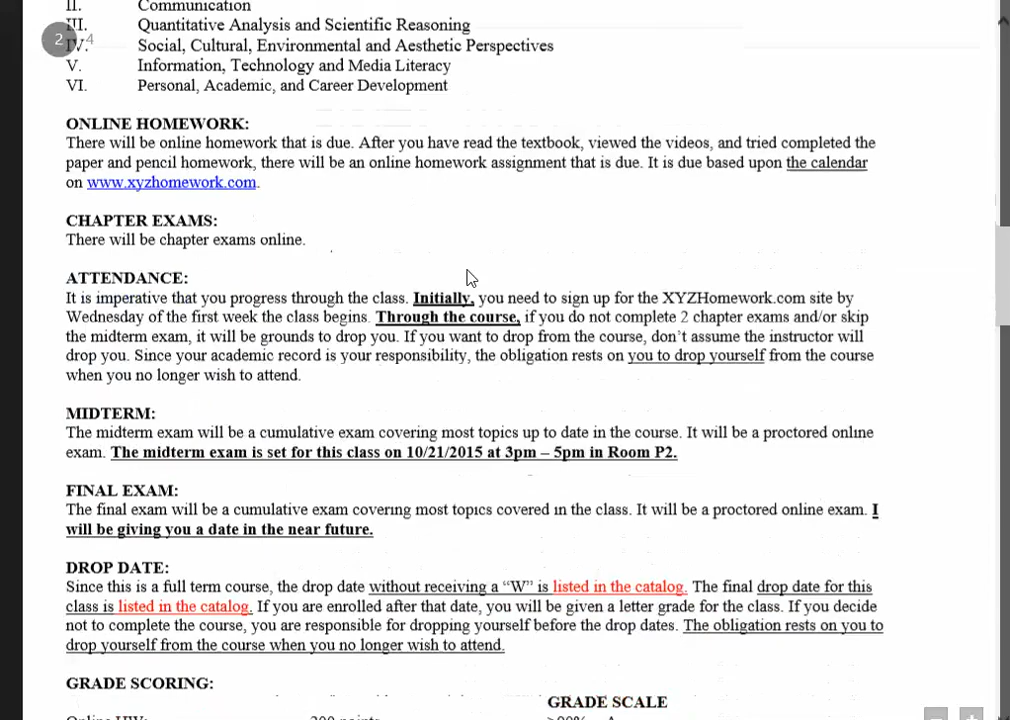 II. Communication
III. Quantitative Analysis and Scientific Reasoning
2 IV. 4 Social, Cultural, Environmental and Aesthetic Perspectives
V. Information, Technology and Media Literacy
VI. Personal, Academic, and Career Development
ONLINE HOMEWORK:
There will be online homework that is due. After you have read the textbook, viewed the videos, and tried completed the
paper and pencil homework, there will be an online homework assignment that is due. It is due based upon the calendar
on www.xyzhomework.com.
CHAPTER EXAMS:
There will be chapter exams online.
ATTENDANCE:
It is imperative that you progress through the class. Initially, you need to sign up for the XYZHomework.com site by
Wednesday of the first week the class begins. Through the course, if you do not complete 2 chapter exams and/or skip
the midterm exam, it will be grounds to drop you. If you want to drop from the course, don't assume the instructor will
drop you. Since your academic record is your responsibility, the obligation rests on you to drop yourself from the course
when you no longer wish to attend.
MIDTERM:
The midterm exam will be a cumulative exam covering most topics up to date in the course. It will be a proctored online
exam. The midterm exam is set for this class on 10/21/2015 at 3pm – 5pm in Room P2.
FINAL EXAM:
The final exam will be a cumulative exam covering most topics covered in the class. It will be a proctored online exam. I
will be giving you a date in the near future.
DROP DATE:
Since this is a full term course, the drop date without receiving a “W” is listed in the catalog. The final drop date for this
class is listed in the catalog. If you are enrolled after that date, you will be given a letter grade for the class. If you decide
not to complete the course, you are responsible for dropping yourself before the drop dates. The obligation rests on you to
drop yourself from the course when you no longer wish to attend.
GRADE SCORING:
GRADE SCALE